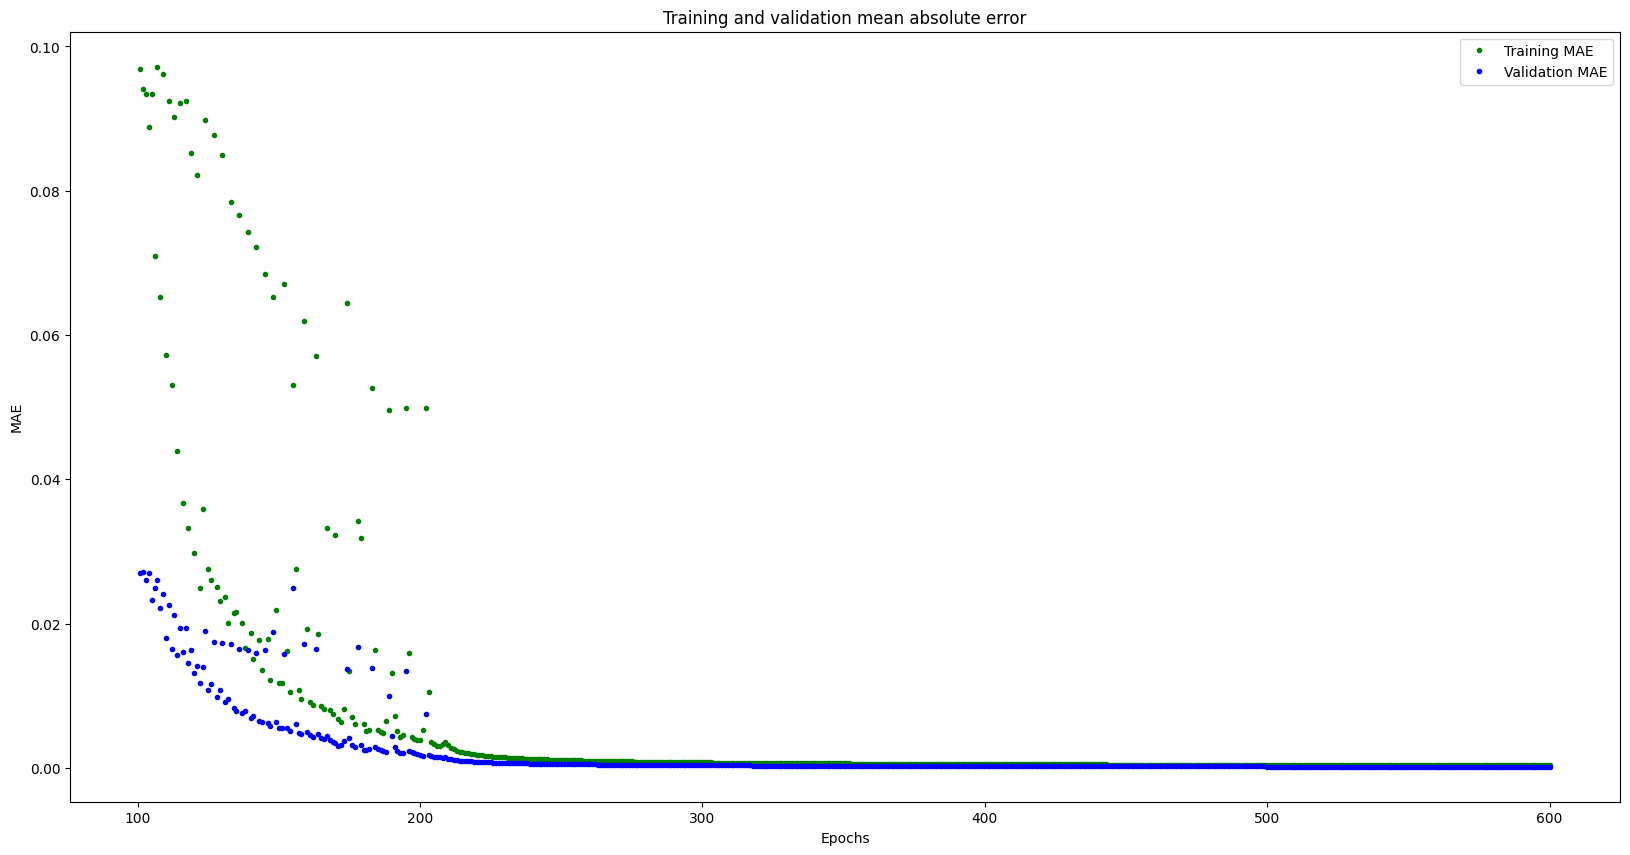 Training and validation mean absolute error
Training MAE
Validation MAE
0.10
0.08
0.06
0.04
0.02
0.00
MAE
100
200
300
400
500
600
Epochs